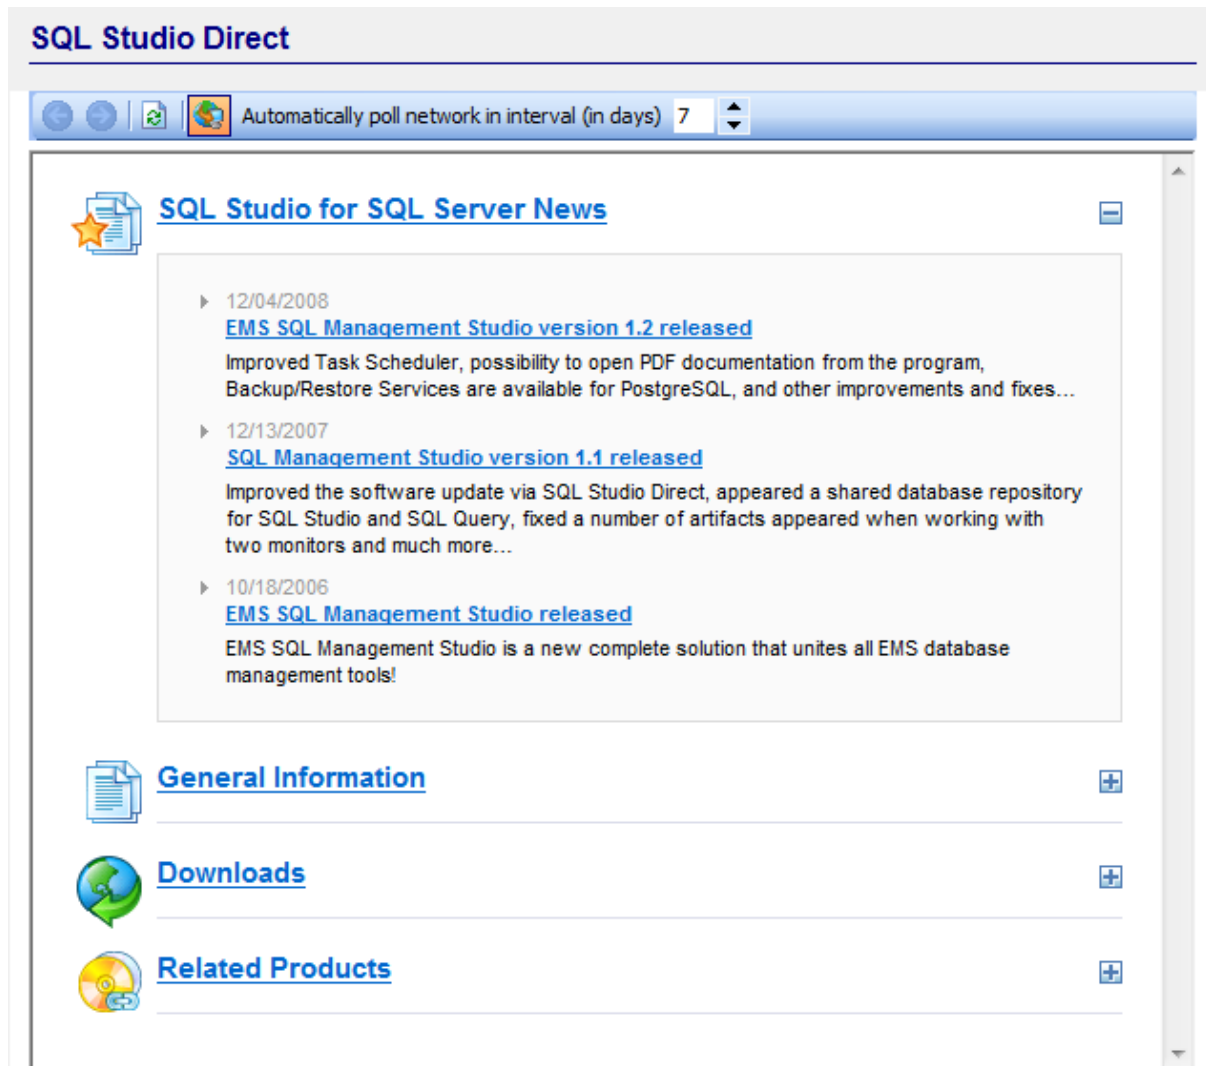 SQL Studio Direct
Automatically poll network in interval (in days) 7
SQL Studio for SQL Server News
12/04/2008
EMS SQL Management Studio version 1.2 released
Improved Task Scheduler, possibility to open PDF documentation from the program,
Backup/Restore Services are available for PostgreSQL, and other improvements and fixes...
12/13/2007
SQL Management Studio version 1.1 released
Improved the software update via SQL Studio Direct, appeared a shared database repository
for SQL Studio and SQL Query, fixed a number of artifacts appeared when working with
two monitors and much more...
10/18/2006
EMS SQL Management Studio released
EMS SQL Management Studio is a new complete solution that unites all EMS database
management tools!
General Information
Downloads
Related Products